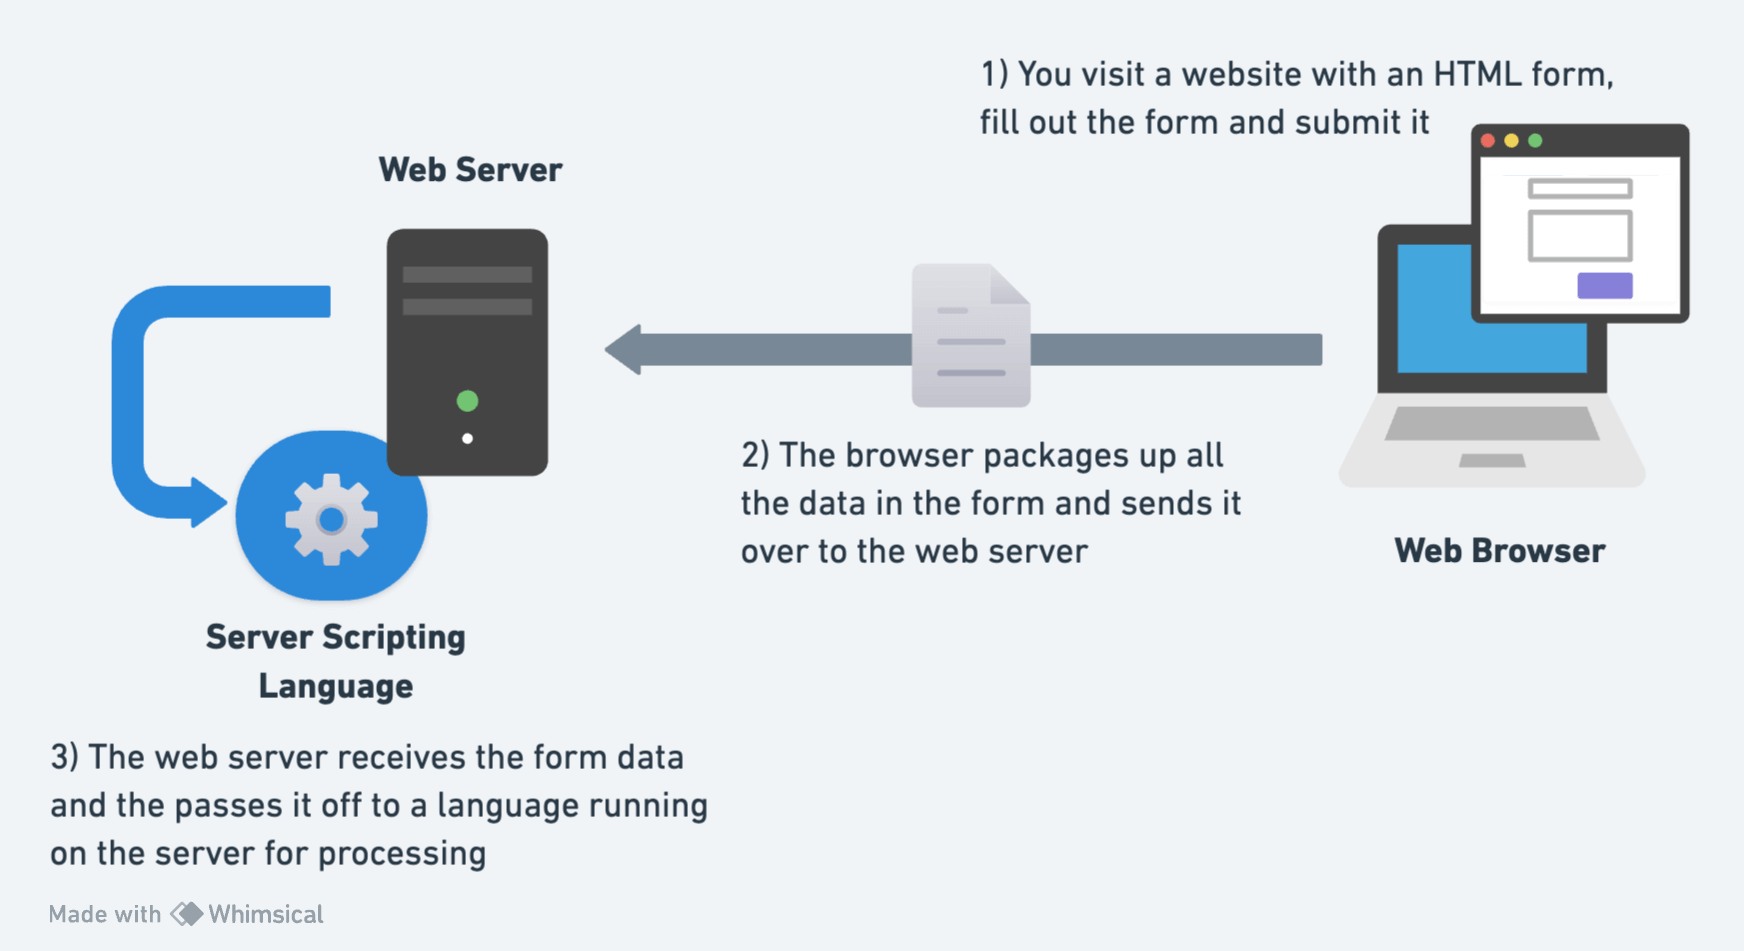 1) You visit a website with an HTML form,
fill out the form and submit it
Web Server
2) The browser packages up all
the data in the form and sends it
over to the web server
Web Browser
Server Scripting
Language
3) The web server receives the form data
and the passes it off to a language running
on the server for processing
Made with Whimsical